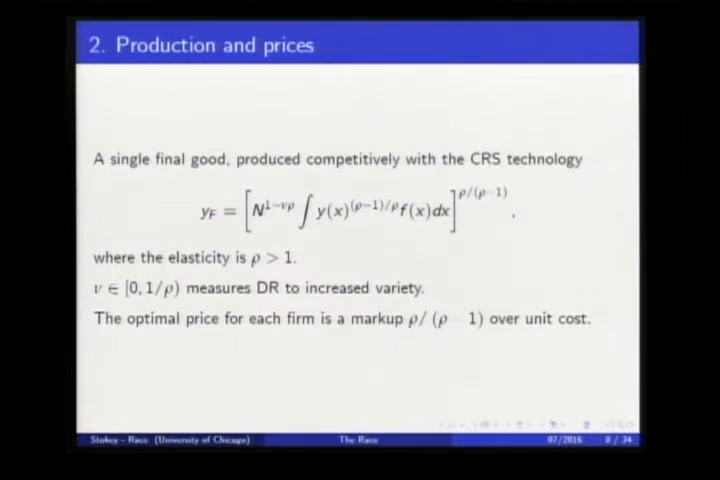 2. Production and prices
A single final good, produced competitively with the CRS technology
y_F = [N^{1−νρ} ∫ y(x)^{(ρ−1)/ρ} f(x)dx]^{ρ/(ρ−1)},
where the elasticity is ρ > 1.
ν ∈ [0, 1/ρ) measures DR to increased variety.
The optimal price for each firm is a markup ρ/ (ρ − 1) over unit cost.
Stokey - Race (University of Chicago) The Race 07/2016 8 / 34